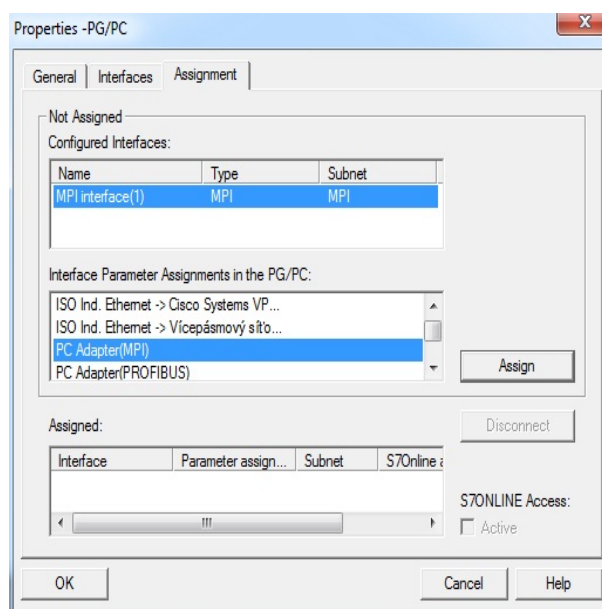 Properties -PG/PC
General Interfaces Assignment
Not Assigned
Configured Interfaces:
Name Type Subnet
MPI interface(1) MPI MPI
Interface Parameter Assignments in the PG/PC:
ISO Ind. Ethernet -> Cisco Systems VP...
ISO Ind. Ethernet -> Vícepásmový síťo...
PC Adapter(MPI)
PC Adapter(PROFIBUS)
Assign
Assigned:
Disconnect
Interface Parameter assign... Subnet S7Online a
S7ONLINE Access:
Active
OK Cancel Help